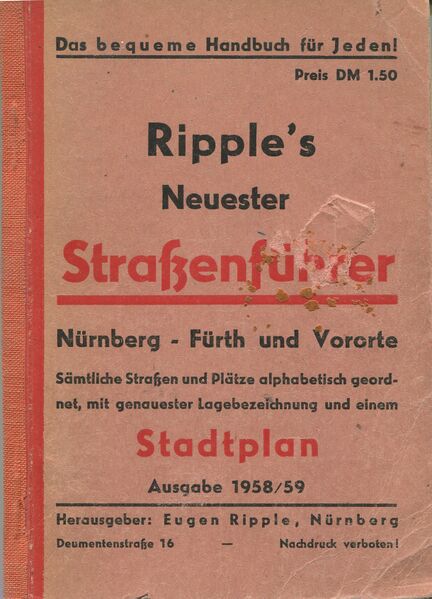 Das bequeme Handbuch für Jeden!
Preis DM 1.50
Ripple's
Neuester
Straßenführer
Nürnberg - Fürth und Vororte
Sämtliche Straßen und Plätze alphabetisch geord-
net, mit genauester Lagebezeichnung und einem
Stadtplan
Ausgabe 1958/59
Herausgeber: Eugen Ripple, Nürnberg
Deumentenstraße 16 — Nachdruck verboten!